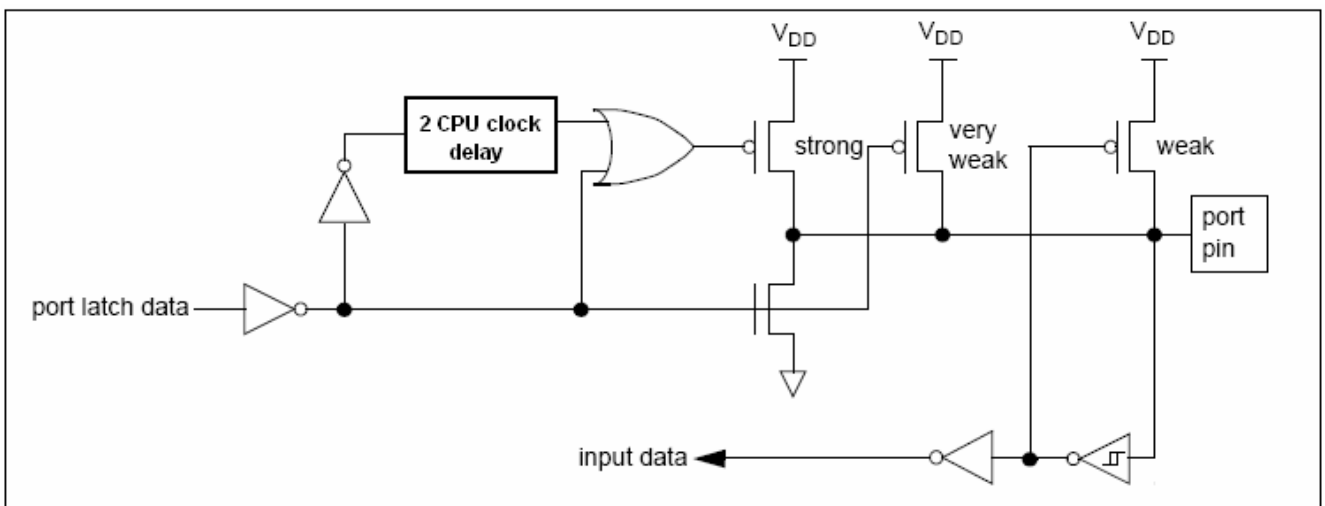 VDD
VDD
VDD
2 CPU clock
delay
strong
very
weak
weak
port
pin
port latch data
input data